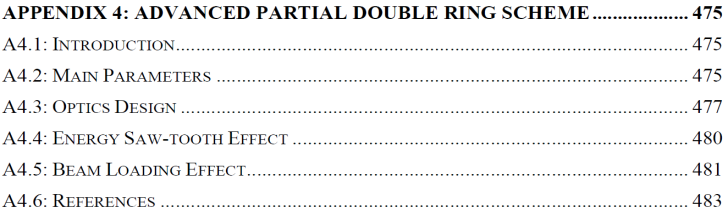 APPENDIX 4: ADVANCED PARTIAL DOUBLE RING SCHEME................... 475
A4.1: INTRODUCTION.......................................................................................................... 475
A4.2: MAIN PARAMETERS .................................................................................................. 475
A4.3: OPTICS DESIGN ......................................................................................................... 477
A4.4: ENERGY SAW-TOOTH EFFECT .................................................................................. 480
A4.5: BEAM LOADING EFFECT........................................................................................... 481
A4.6: REFERENCES ............................................................................................................. 483